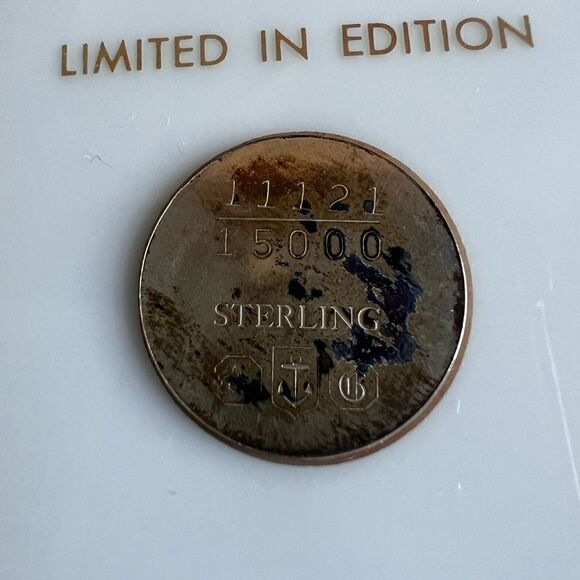 LIMITED IN EDITION
11121
15000
STERLING